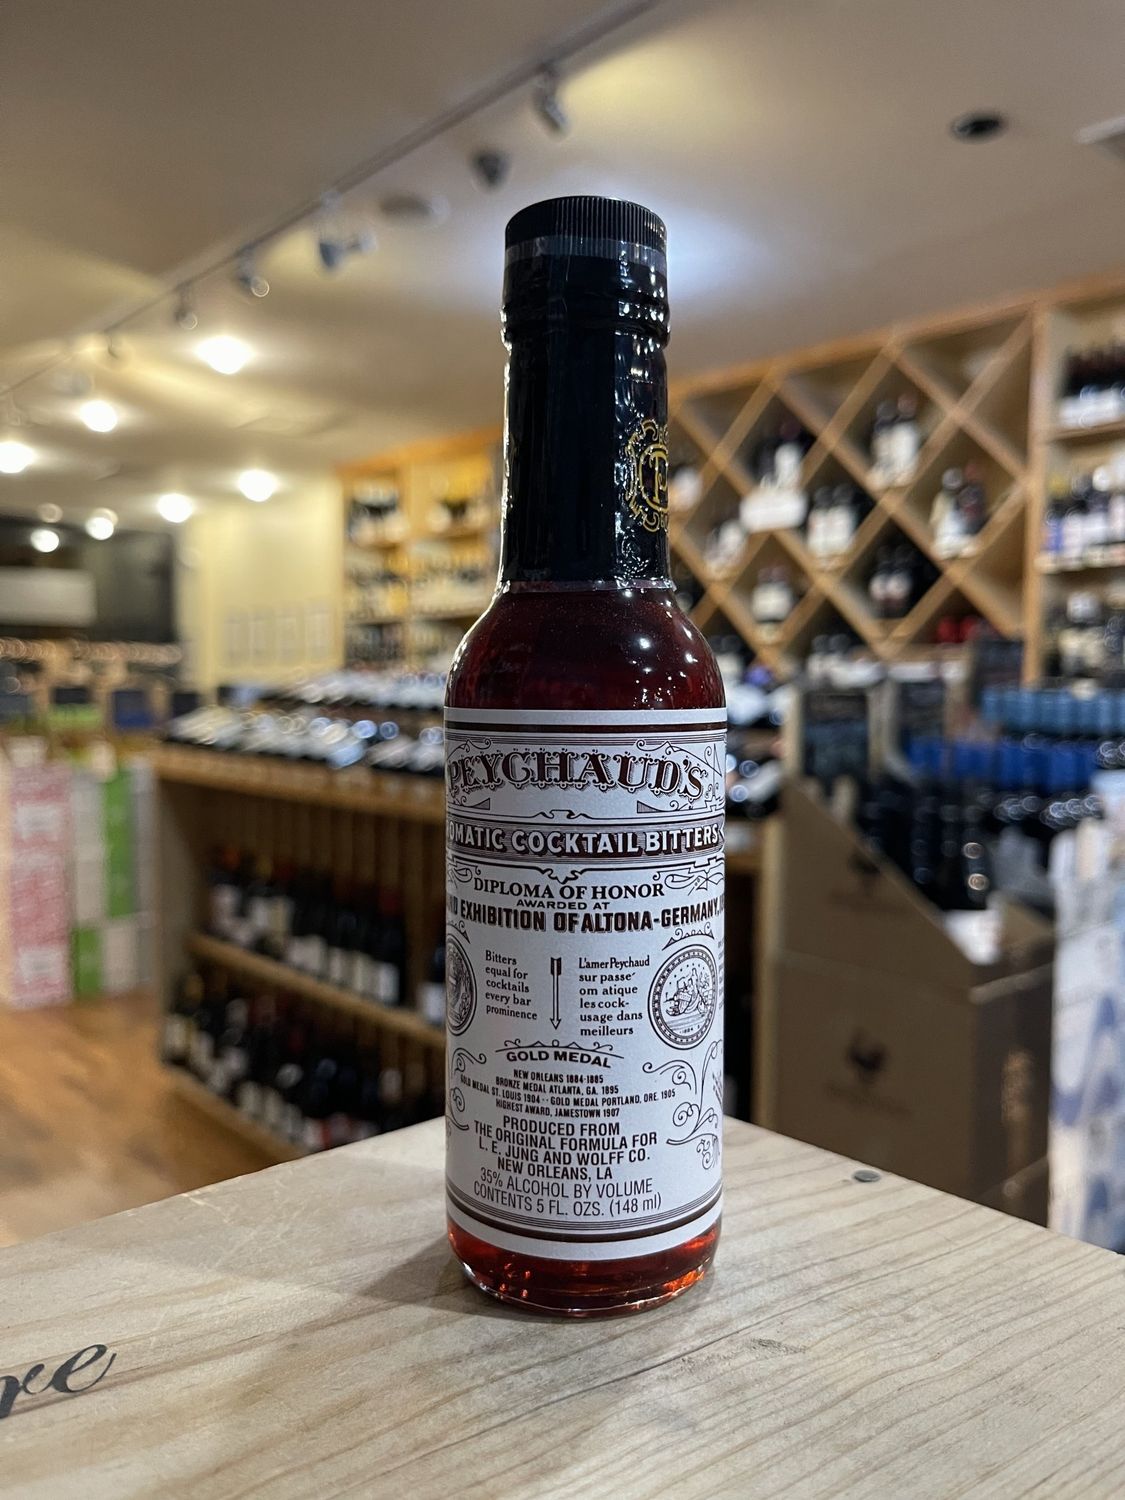 PEYCHAUD'S
OMATIC COCKTAIL BITTERS
DIPLOMA OF HONOR
AWARDED AT
ND EXHIBITION OF ALTONA-GERMANY,
Bitters
equal for
cocktails
every bar
prominence
L'amer Peychaud
sur passe´
om atique
les cock-
usage dans
meilleurs
GOLD MEDAL
NEW ORLEANS 1884-1885
BRONZE MEDAL ATLANTA, GA. 1895
GOLD MEDAL ST. LOUIS 1904 -- GOLD MEDAL PORTLAND, ORE. 1905
HIGHEST AWARD, JAMESTOWN 1907
PRODUCED FROM
THE ORIGINAL FORMULA FOR
L. E. JUNG AND WOLFF CO.
NEW ORLEANS, LA
35% ALCOHOL BY VOLUME
CONTENTS 5 FL. OZS. (148 ml)
re